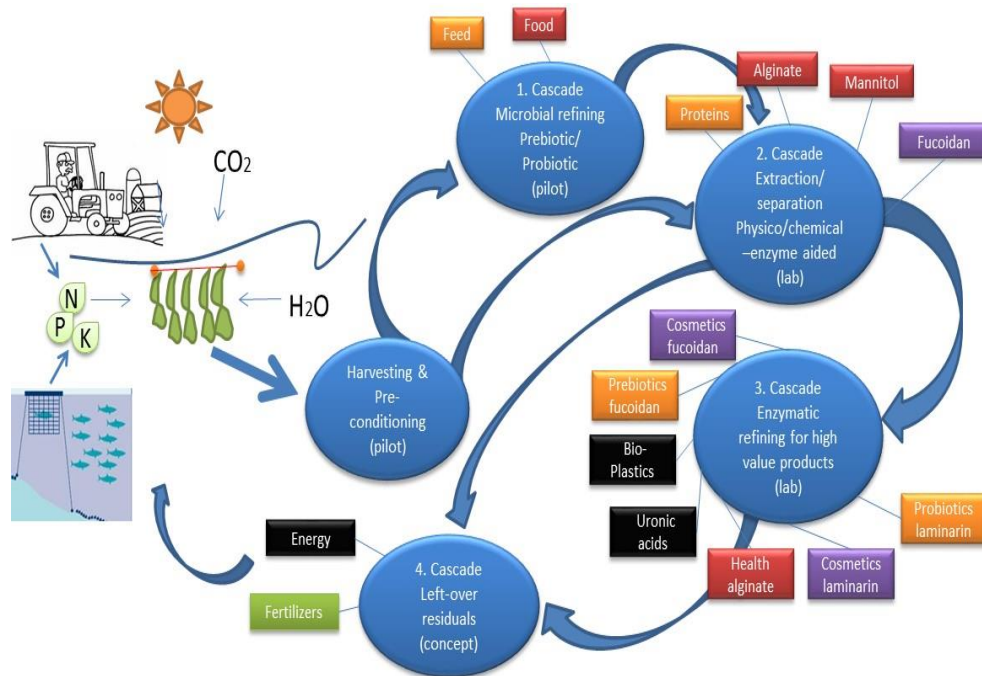 Feed
Food
1. Cascade
Microbial refining
Prebiotic/
Probiotic
(pilot)
Alginate
Mannitol
Proteins
Fucoidan
2. Cascade
Extraction/
separation
Physico/chemical
–enzyme aided
(lab)
CO2
N
P
K
H2O
Harvesting &
Pre-
conditioning
(pilot)
Cosmetics
fucoidan
Prebiotics
fucoidan
Bio-
Plastics
Uronic
acids
3. Cascade
Enzymatic
refining for high
value products
(lab)
Probiotics
laminarin
Health
alginate
Cosmetics
laminarin
Energy
Fertilizers
4. Cascade
Left-over
residuals
(concept)